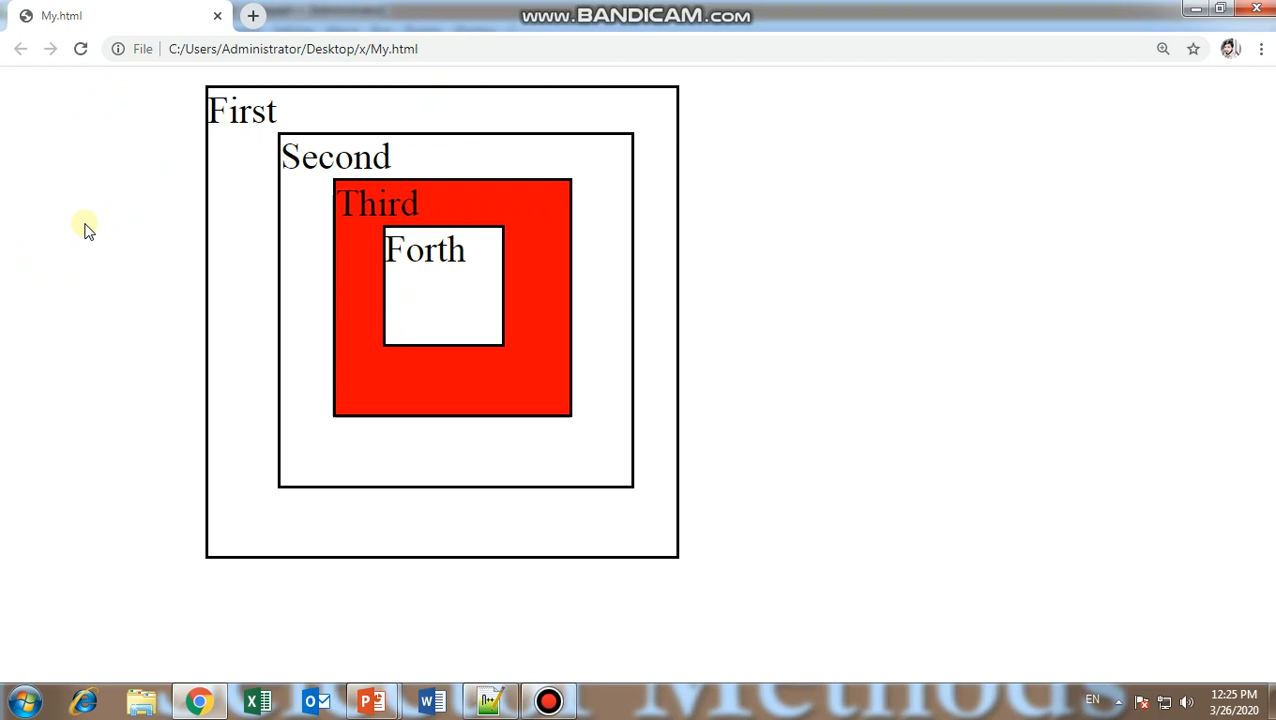 My.html
www.BANDICAM.com
File
C:/Users/Administrator/Desktop/x/My.html
First
Second
Third
Forth
EN
12:25 PM
3/26/2020